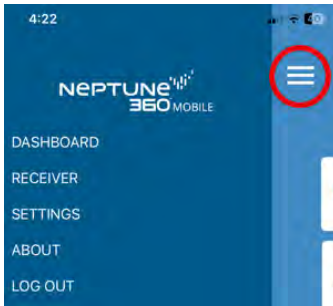 4:22
NEPTUNE
360 MOBILE
DASHBOARD
RECEIVER
SETTINGS
ABOUT
LOG OUT